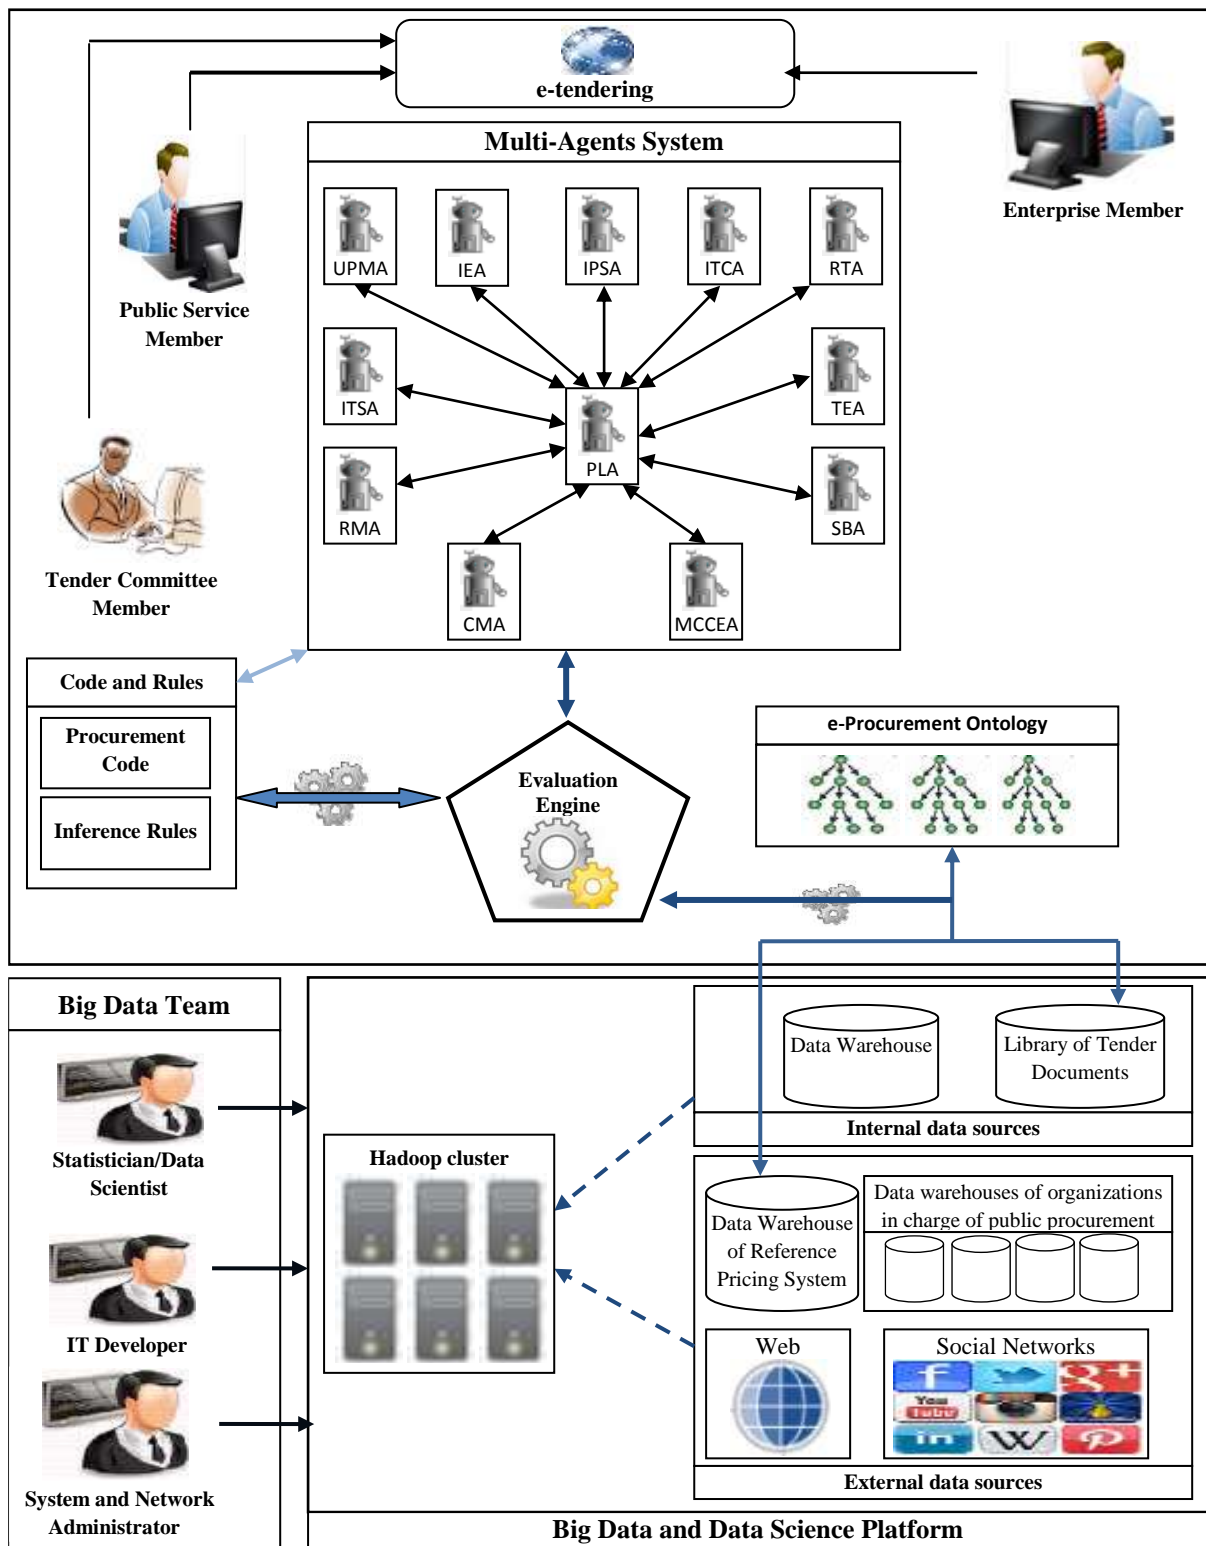 e-tendering
Multi-Agents System
UPMA
IEA
IPSA
ITCA
RTA
Enterprise Member
Public Service
Member
ITSA
TEA
PLA
RMA
SBA
CMA
MCCEA
Tender Committee
Member
Code and Rules
Procurement
Code
Inference Rules
Evaluation
Engine
e-Procurement Ontology
Big Data Team
Statistician/Data
Scientist
IT Developer
System and Network
Administrator
Hadoop cluster
Data Warehouse
Library of Tender
Documents
Internal data sources
Data Warehouse
of Reference
Pricing System
Data warehouses of organizations
in charge of public procurement
Web
Social Networks
f
g+
You
Tube
in
W
P
External data sources
Big Data and Data Science Platform